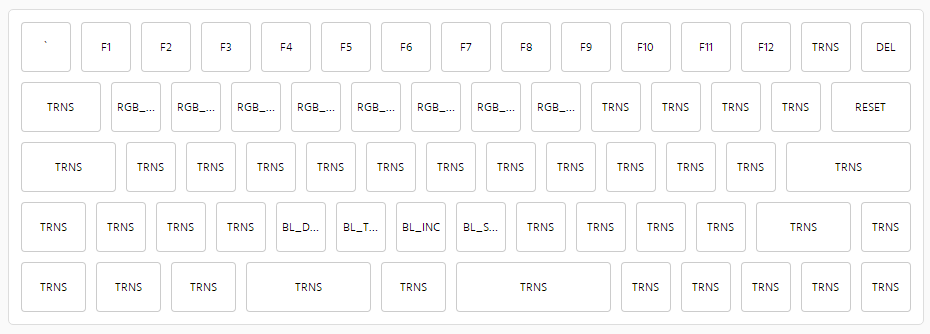 ` F1 F2 F3 F4 F5 F6 F7 F8 F9 F10 F11 F12 TRNS DEL
TRNS RGB_... RGB_... RGB_... RGB_... RGB_... RGB_... RGB_... RGB_... TRNS TRNS TRNS TRNS RESET
TRNS TRNS TRNS TRNS TRNS TRNS TRNS TRNS TRNS TRNS TRNS TRNS TRNS
TRNS TRNS TRNS TRNS BL_D... BL_T... BL_INC BL_S... TRNS TRNS TRNS TRNS TRNS TRNS
TRNS TRNS TRNS TRNS TRNS TRNS TRNS TRNS TRNS TRNS TRNS